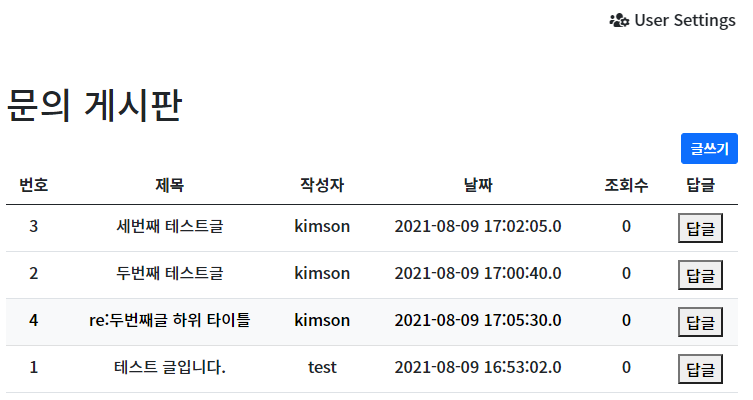 User Settings
문의 게시판
글쓰기
번호 제목 작성자 날짜 조회수 답글
3 세번째 테스트글 kimson 2021-08-09 17:02:05.0 0 답글
2 두번째 테스트글 kimson 2021-08-09 17:00:40.0 0 답글
4 re:두번째글 하위 타이틀 kimson 2021-08-09 17:05:30.0 0 답글
1 테스트 글입니다. test 2021-08-09 16:53:02.0 0 답글